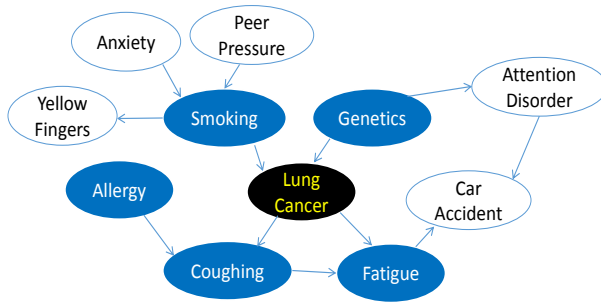 Anxiety
Peer
Pressure
Attention
Disorder
Yellow
Fingers
Smoking
Genetics
Allergy
Lung
Cancer
Car
Accident
Coughing
Fatigue